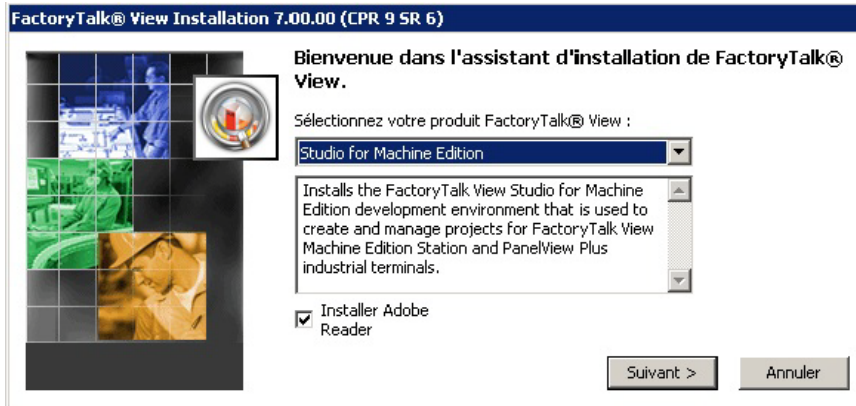 FactoryTalk® View Installation 7.00.00 (CPR 9 SR 6)
Bienvenue dans l'assistant d'installation de FactoryTalk®
View.
Sélectionnez votre produit FactoryTalk® View :
Studio for Machine Edition
Installs the FactoryTalk View Studio for Machine
Edition development environment that is used to
create and manage projects for FactoryTalk View
Machine Edition Station and PanelView Plus
industrial terminals.
Installer Adobe
Reader
Suivant >
Annuler